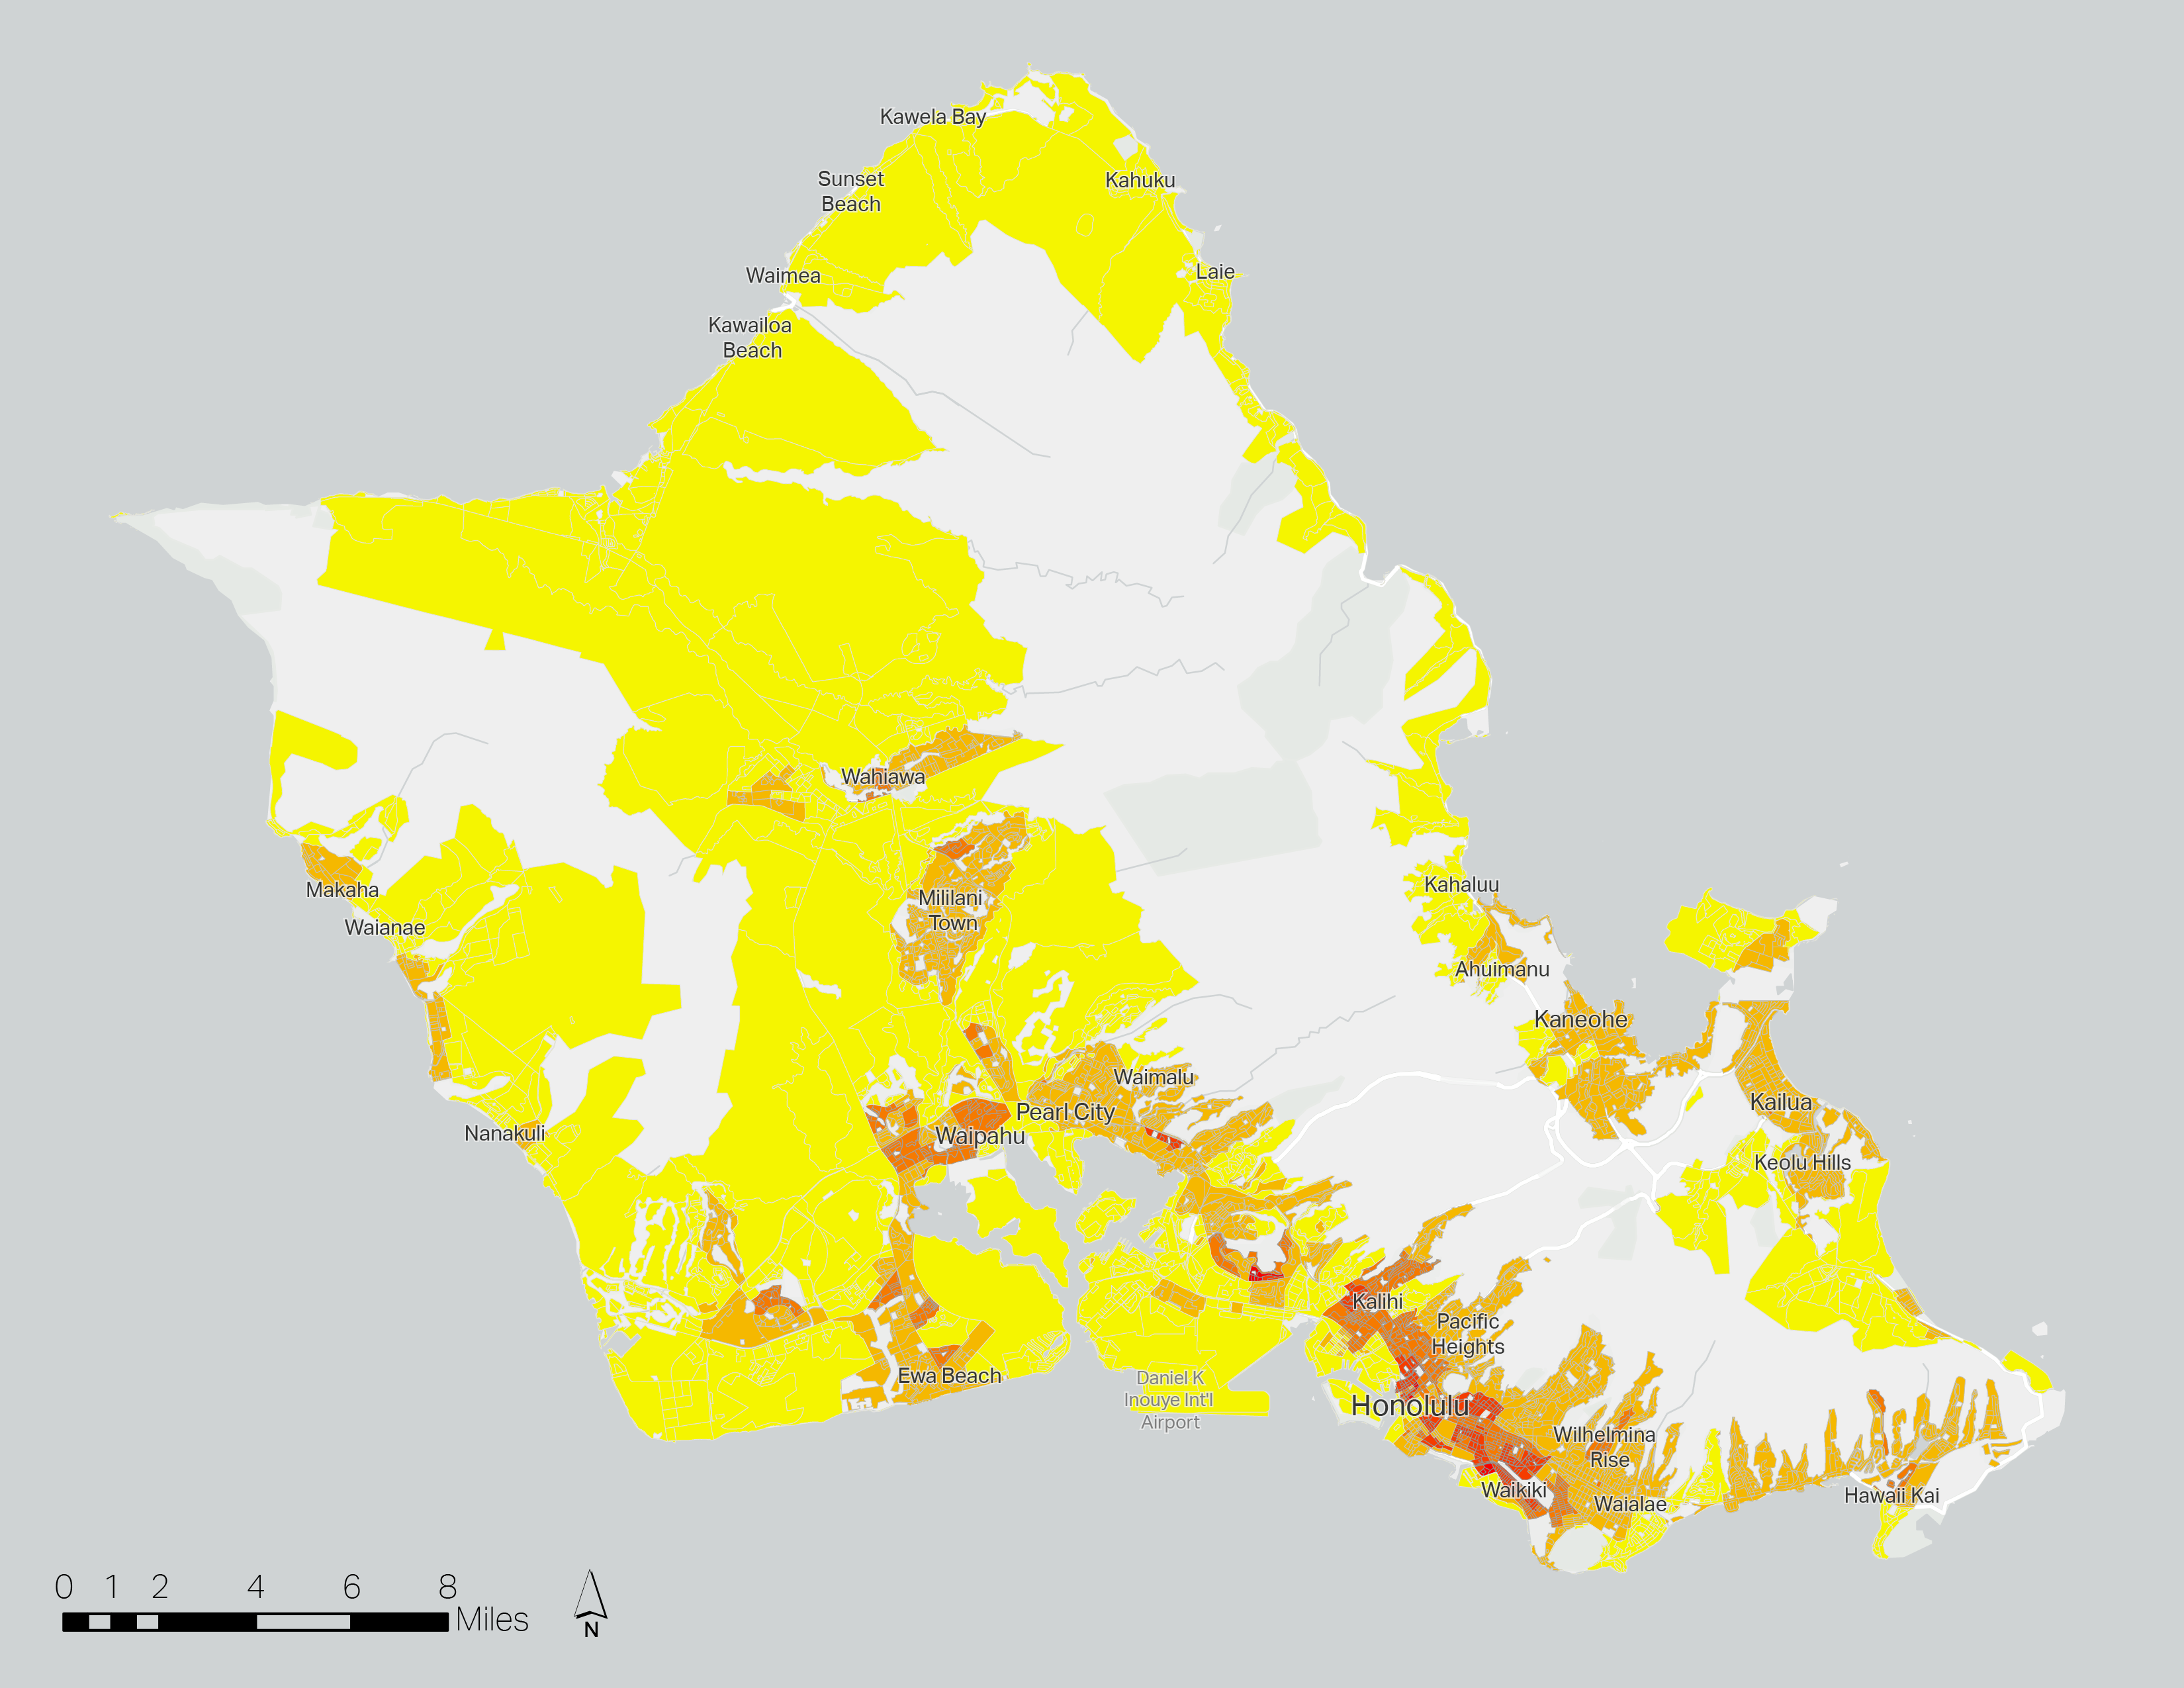 Kawela Bay
Sunset
Beach
Kahuku
Waimea
Laie
Kawailoa
Beach
Wahiawa
Makaha
Mililani
Town
Kahaluu
Waianae
Ahuimanu
Kaneohe
Waimalu
Pearl City
Kailua
Nanakuli
Waipahu
Keolu Hills
Kalihi
Pacific
Heights
Ewa Beach
Daniel K
Inouye Int'l
Airport
Honolulu
Wilhelmina
Rise
Waikiki
Waialae
Hawaii Kai
0 1 2 4 6 8
Miles
N